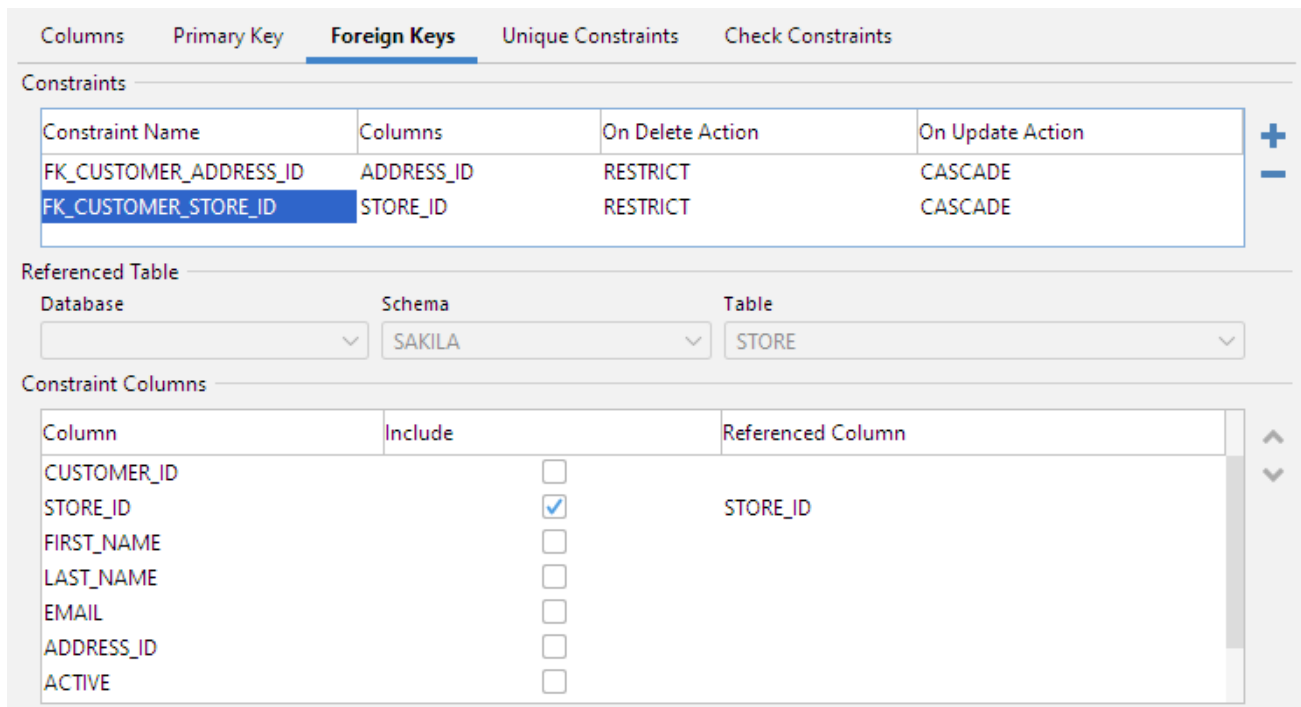 Columns Primary Key Foreign Keys Unique Constraints Check Constraints
Constraints
Constraint Name Columns On Delete Action On Update Action
FK_CUSTOMER_ADDRESS_ID ADDRESS_ID RESTRICT CASCADE
FK_CUSTOMER_STORE_ID STORE_ID RESTRICT CASCADE
Referenced Table
Database Schema Table
SAKILA STORE
Constraint Columns
Column Include Referenced Column
CUSTOMER_ID
STORE_ID STORE_ID
FIRST_NAME
LAST_NAME
EMAIL
ADDRESS_ID
ACTIVE